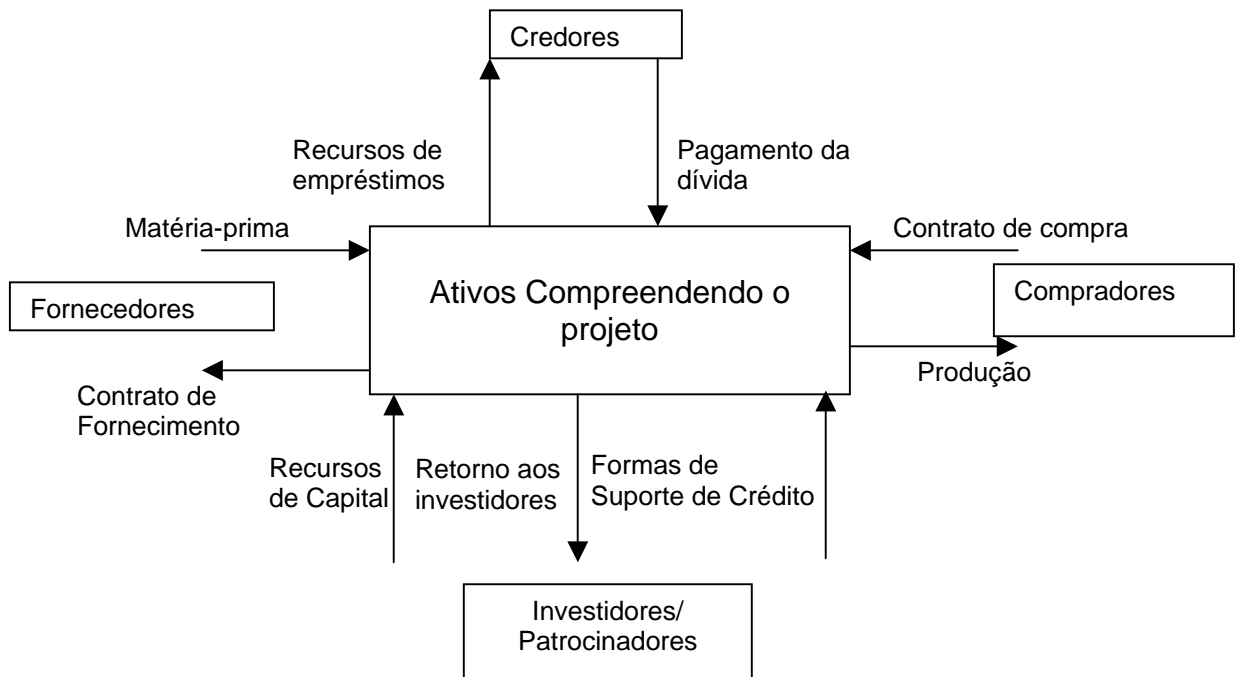 Credores
Recursos de
empréstimos
Pagamento da
dívida
Matéria-prima
Contrato de compra
Ativos Compreendendo o
projeto
Fornecedores
Compradores
Contrato de
Fornecimento
Produção
Recursos
de Capital
Retorno aos
investidores
Formas de
Suporte de Crédito
Investidores/
Patrocinadores